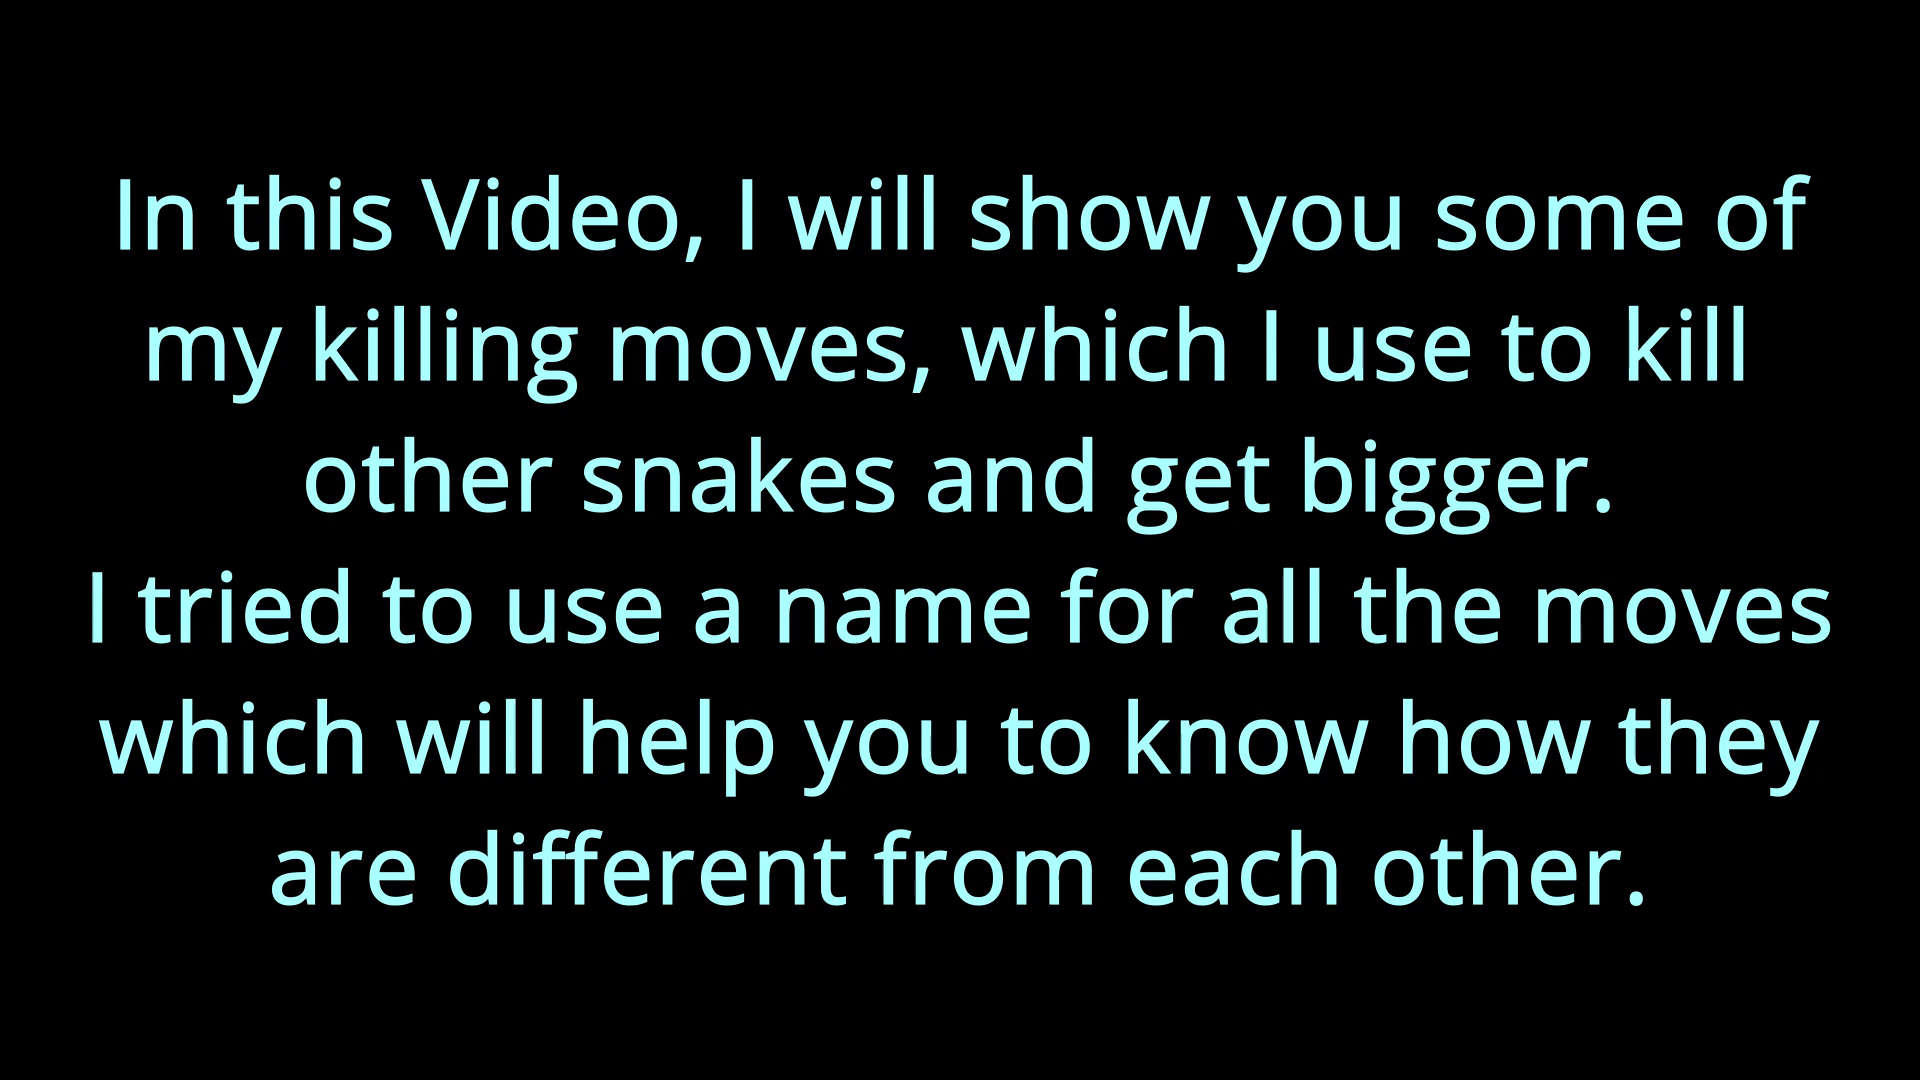 In this Video, I will show you some of
my killing moves, which I use to kill
other snakes and get bigger.
I tried to use a name for all the moves
which will help you to know how they
are different from each other.